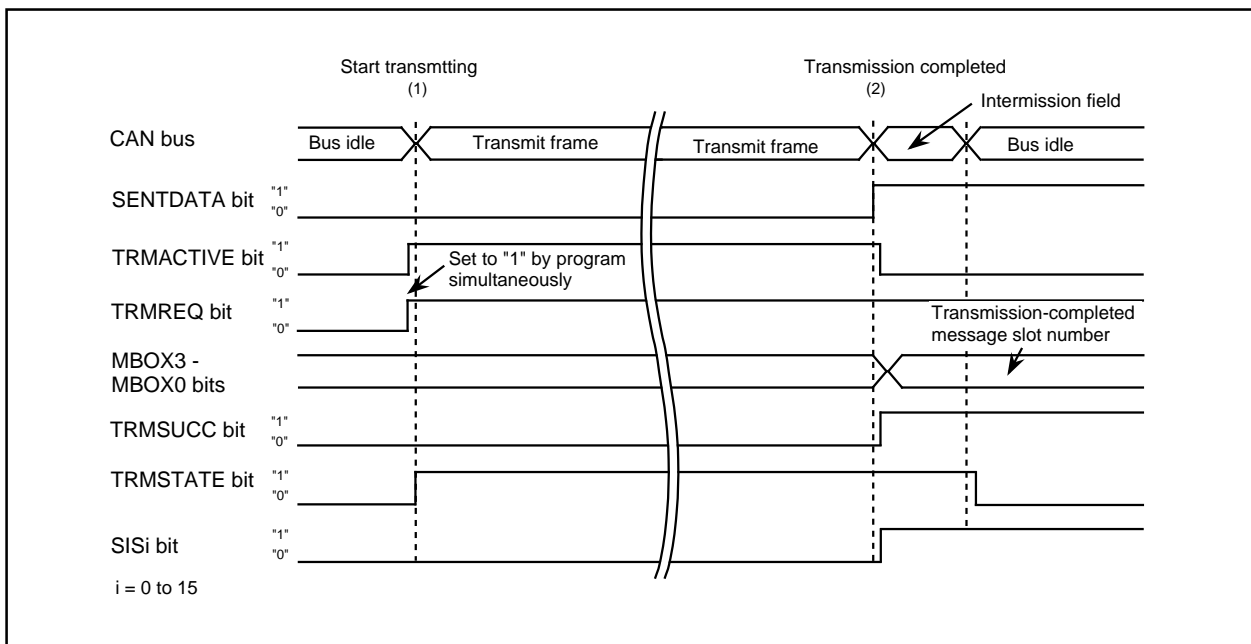 Start transmtting
(1)
Transmission completed
(2)
Intermission field
CAN bus
Bus idle
Transmit frame
Transmit frame
Bus idle
SENTDATA bit
"1"
"0"
TRMACTIVE bit
"1"
"0"
Set to "1" by program
simultaneously
TRMREQ bit
"1"
"0"
Transmission-completed
message slot number
MBOX3 -
MBOX0 bits
TRMSUCC bit
"1"
"0"
TRMSTATE bit
"1"
"0"
SISi bit
"1"
"0"
i = 0 to 15